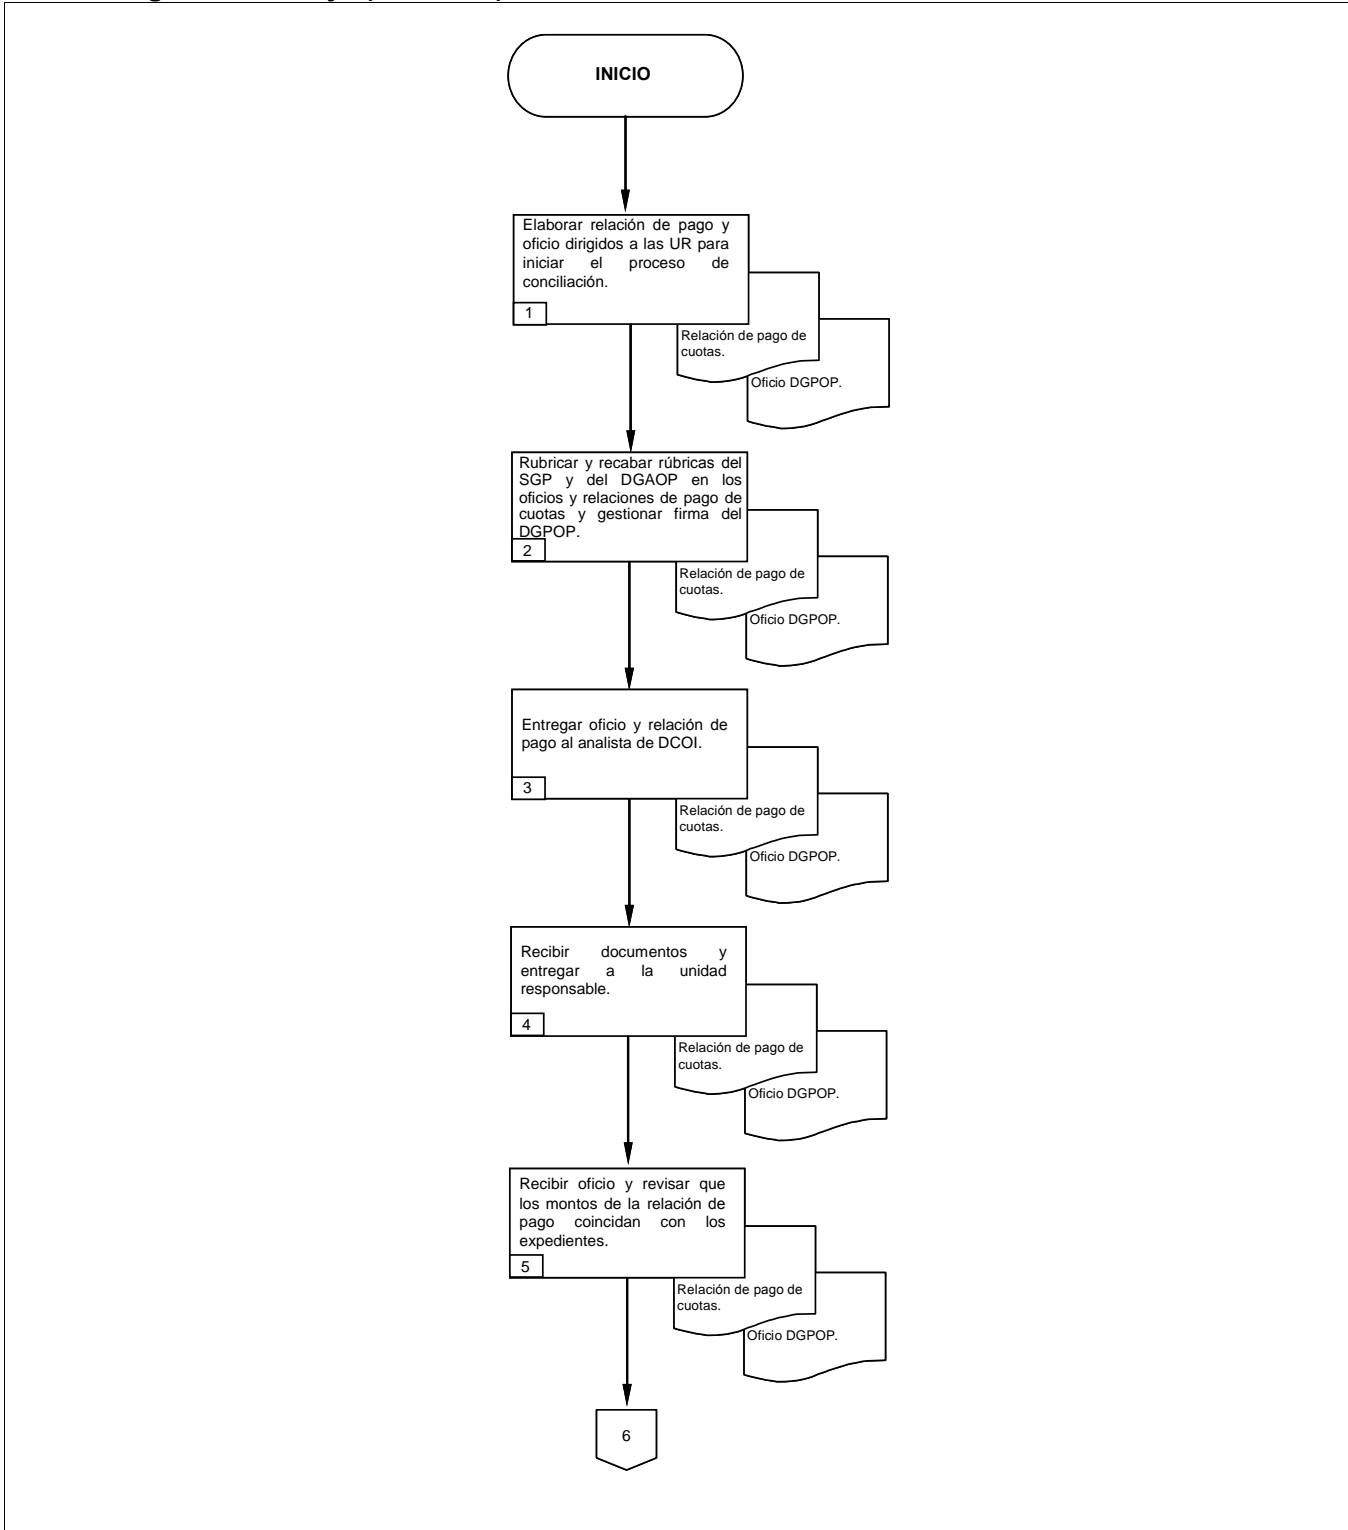 INICIO
Elaborar relación de pago y
oficio dirigidos a las UR para
iniciar el proceso de
conciliación.
1
Relación de pago de
cuotas.
Oficio DGPOP.
Rubricar y recabar rúbricas del
SGP y del DGAOP en los
oficios y relaciones de pago de
cuotas y gestionar firma del
DGPOP.
2
Relación de pago de
cuotas.
Oficio DGPOP.
Entregar oficio y relación de
pago al analista de DCOI.
3
Relación de pago de
cuotas.
Oficio DGPOP.
Recibir documentos y
entregar a la unidad
responsable.
4
Relación de pago de
cuotas.
Oficio DGPOP.
Recibir oficio y revisar que
los montos de la relación de
pago coincidan con los
expedientes.
5
Relación de pago de
cuotas.
Oficio DGPOP.
6